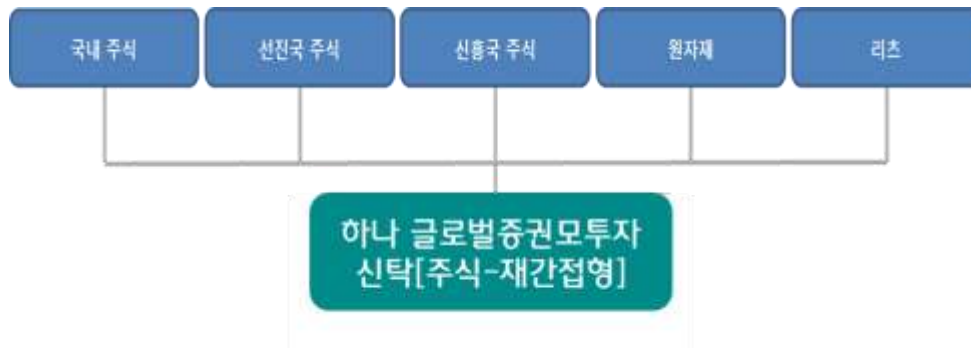 국내 주식
선진국 주식
신흥국 주식
원자재
리츠
하나 글로벌증권모투자
신탁[주식-재간접형]